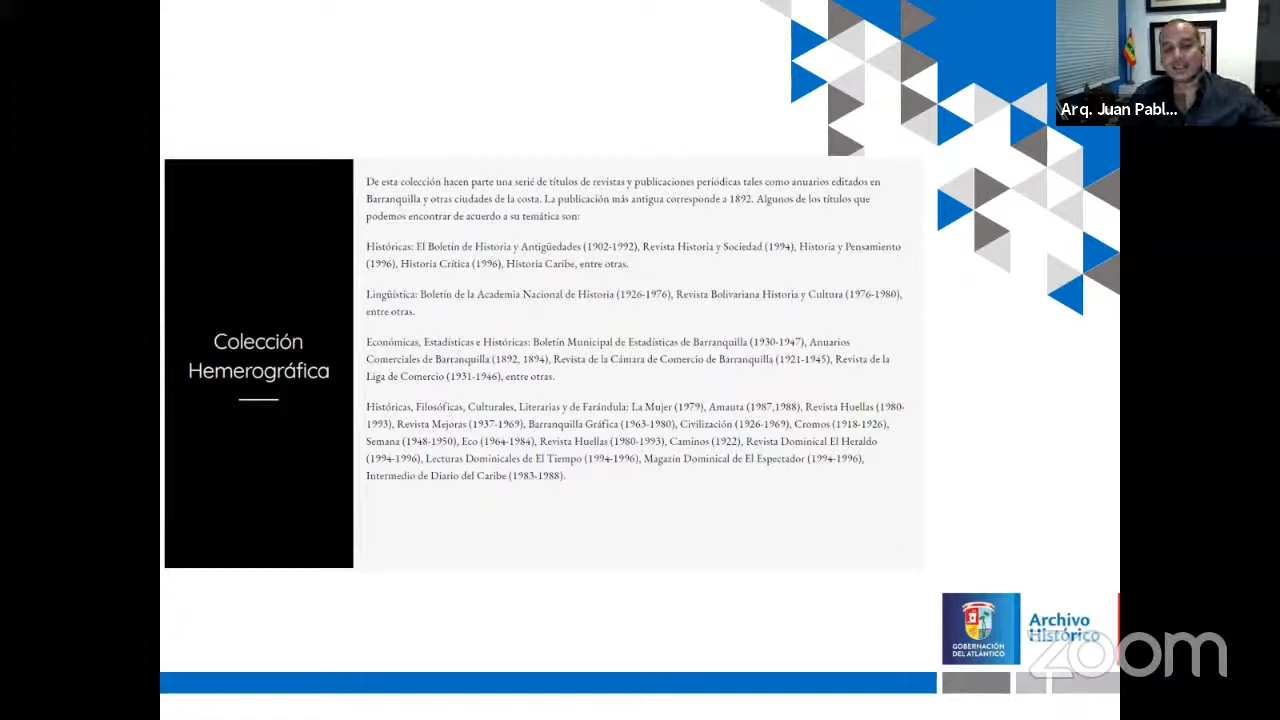 Arq. Juan Pabl...
De esta colección hacen parte una serié de títulos de revistas y publicaciones periódicas tales como anuarios editados en
Barranquilla y otras ciudades de la costa. La publicación más antigua corresponde a 1892. Algunos de los títulos que
podemos encontrar de acuerdo a su temática son:
Históricas: El Boletín de Historia y Antigüedades (1902-1992), Revista Historia y Sociedad (1994), Historia y Pensamiento
(1996), Historia Crítica (1996), Historia Caribe, entre otras.
Lingüística: Boletín de la Academia Nacional de Historia (1926-1976), Revista Bolivariana Historia y Cultura (1976-1980),
entre otras.
Económicas, Estadísticas e Históricas: Boletín Municipal de Estadísticas de Barranquilla (1930-1947), Anuarios
Comerciales de Barranquilla (1892, 1894), Revista de la Cámara de Comercio de Barranquilla (1921-1945), Revista de la
Liga de Comercio (1931-1946), entre otras.
Históricas, Filosóficas, Culturales, Literarias y de Farándula: La Mujer (1979), Amauta (1987,1988), Revista Huellas (1980-
1993), Revista Mejoras (1937-1969), Barranquilla Gráfica (1963-1980), Civilización (1926-1969), Cromos (1918-1926),
Semana (1948-1950), Eco (1964-1984), Revista Huellas (1980-1993), Caminos (1922), Revista Dominical El Heraldo
(1994-1996), Lecturas Dominicales de El Tiempo (1994-1996), Magazín Dominical de El Espectador (1994-1996),
Intermedio de Diario del Caribe (1983-1988).
Colección
Hemerográfica
GOBERNACIÓN
DEL ATLÁNTICO
Archivo
Histórico
zoom